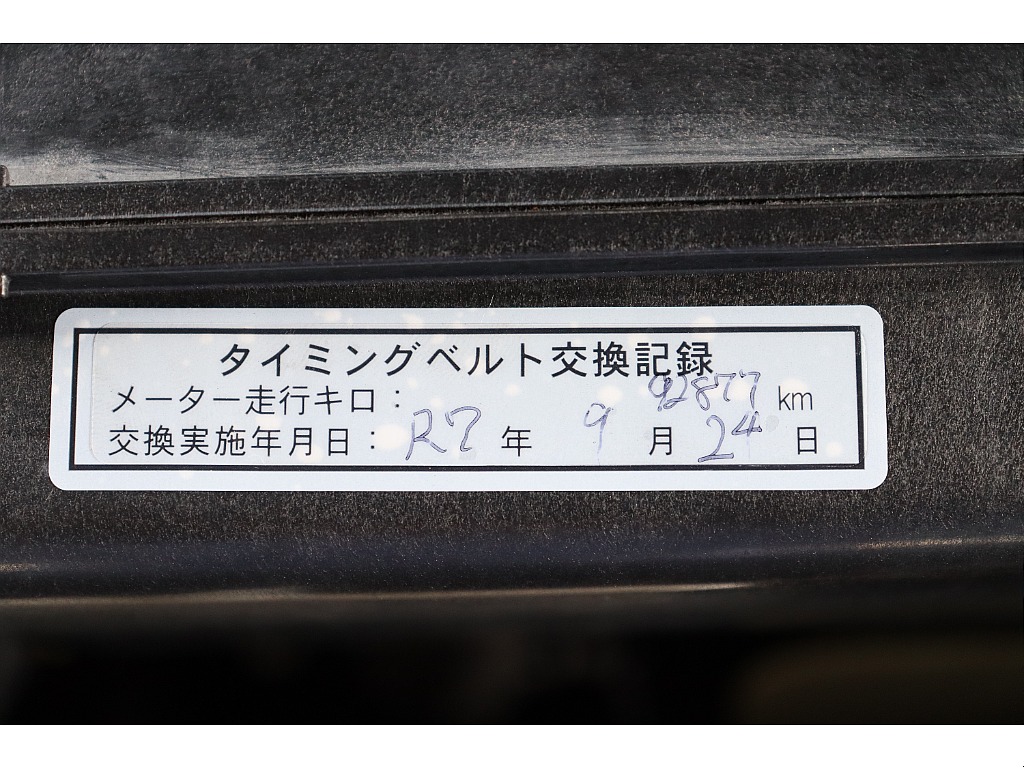 タイミングベルト交換記録
メーター走行キロ： 92877 km
交換実施年月日： R7 年 9 月 24 日